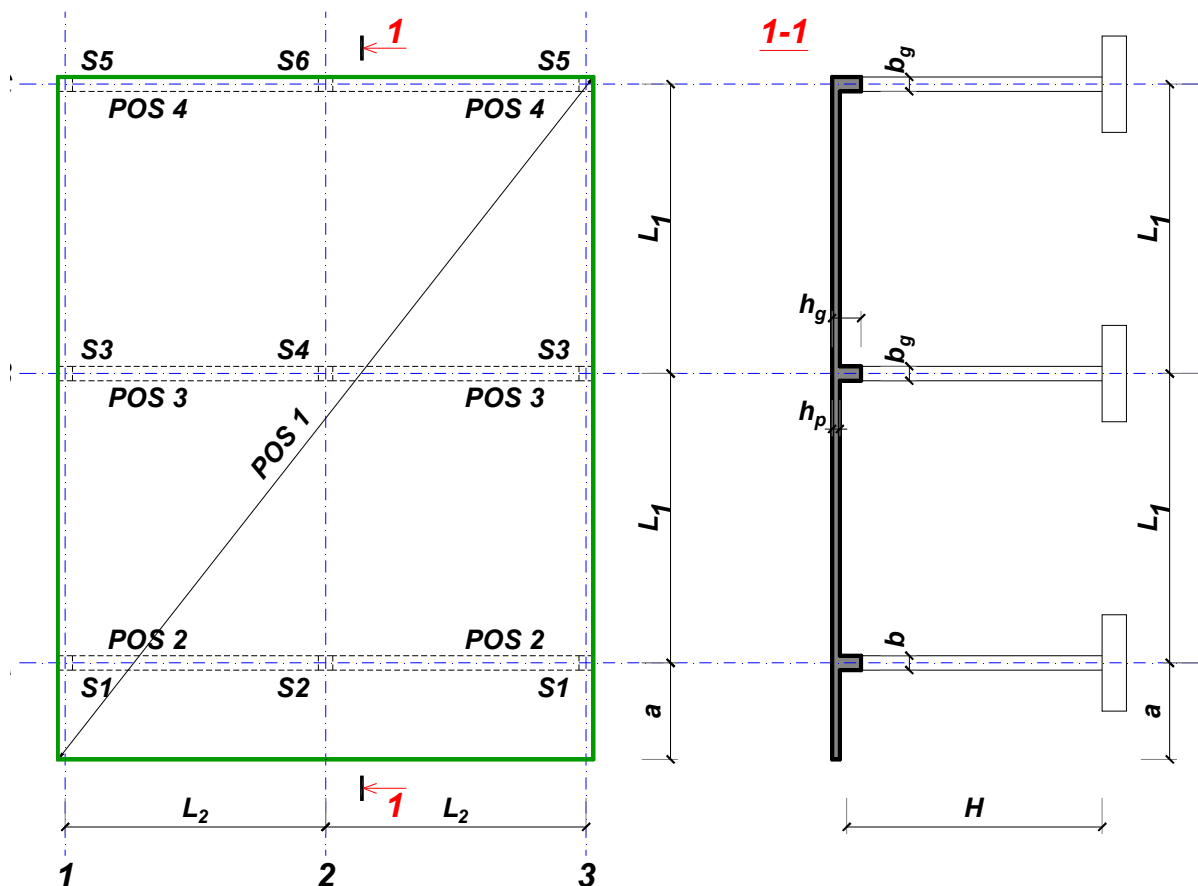 1
1-1
S5 S6 S5
b_g
POS 4 POS 4
L_1 L_1
h_g
S3 S4 S3
b_g
POS 3 POS 3
h_p
POS 1
L_1 L_1
POS 2 POS 2
b
S1 S2 S1
a a
1
L_2 L_2
H
1 2 3